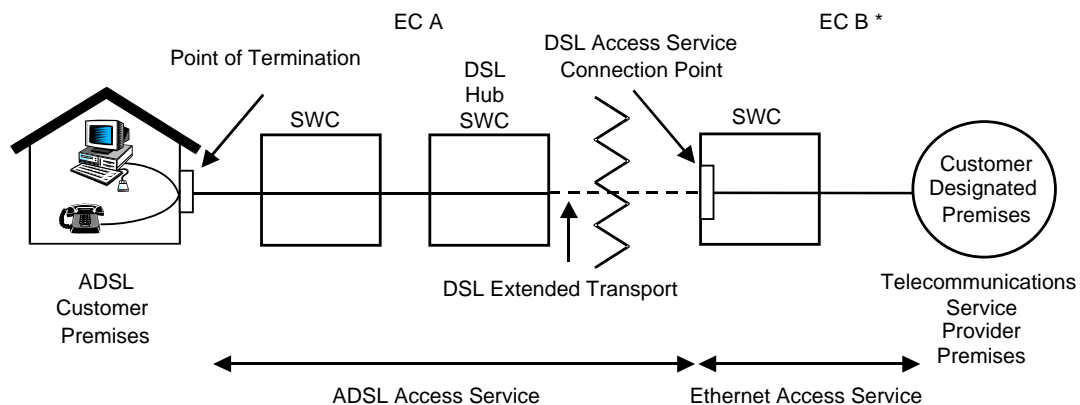 EC A
EC B *
Point of Termination
DSL
Hub
SWC
DSL Access Service
Connection Point
SWC
SWC
Customer
Designated
Premises
ADSL
Customer
Premises
DSL Extended Transport
Telecommunications
Service
Provider
Premises
ADSL Access Service
Ethernet Access Service